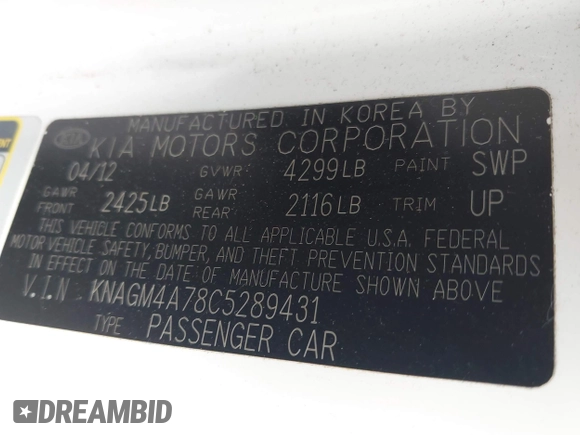 MANUFACTURED IN KOREA BY
KIA KIA MOTORS CORPORATION
04/12 GVWR 4299LB PAINT SWP
GAWR FRONT 2425LB GAWR REAR 2116LB TRIM UP
THIS VEHICLE CONFORMS TO ALL APPLICABLE U.S.A. FEDERAL
MOTOR VEHICLE SAFETY, BUMPER, AND THEFT PREVENTION STANDARDS
IN EFFECT ON THE DATE OF MANUFACTURE SHOWN ABOVE
V.I.N KNAGM4A78C5289431
TYPE PASSENGER CAR
DREAMBID